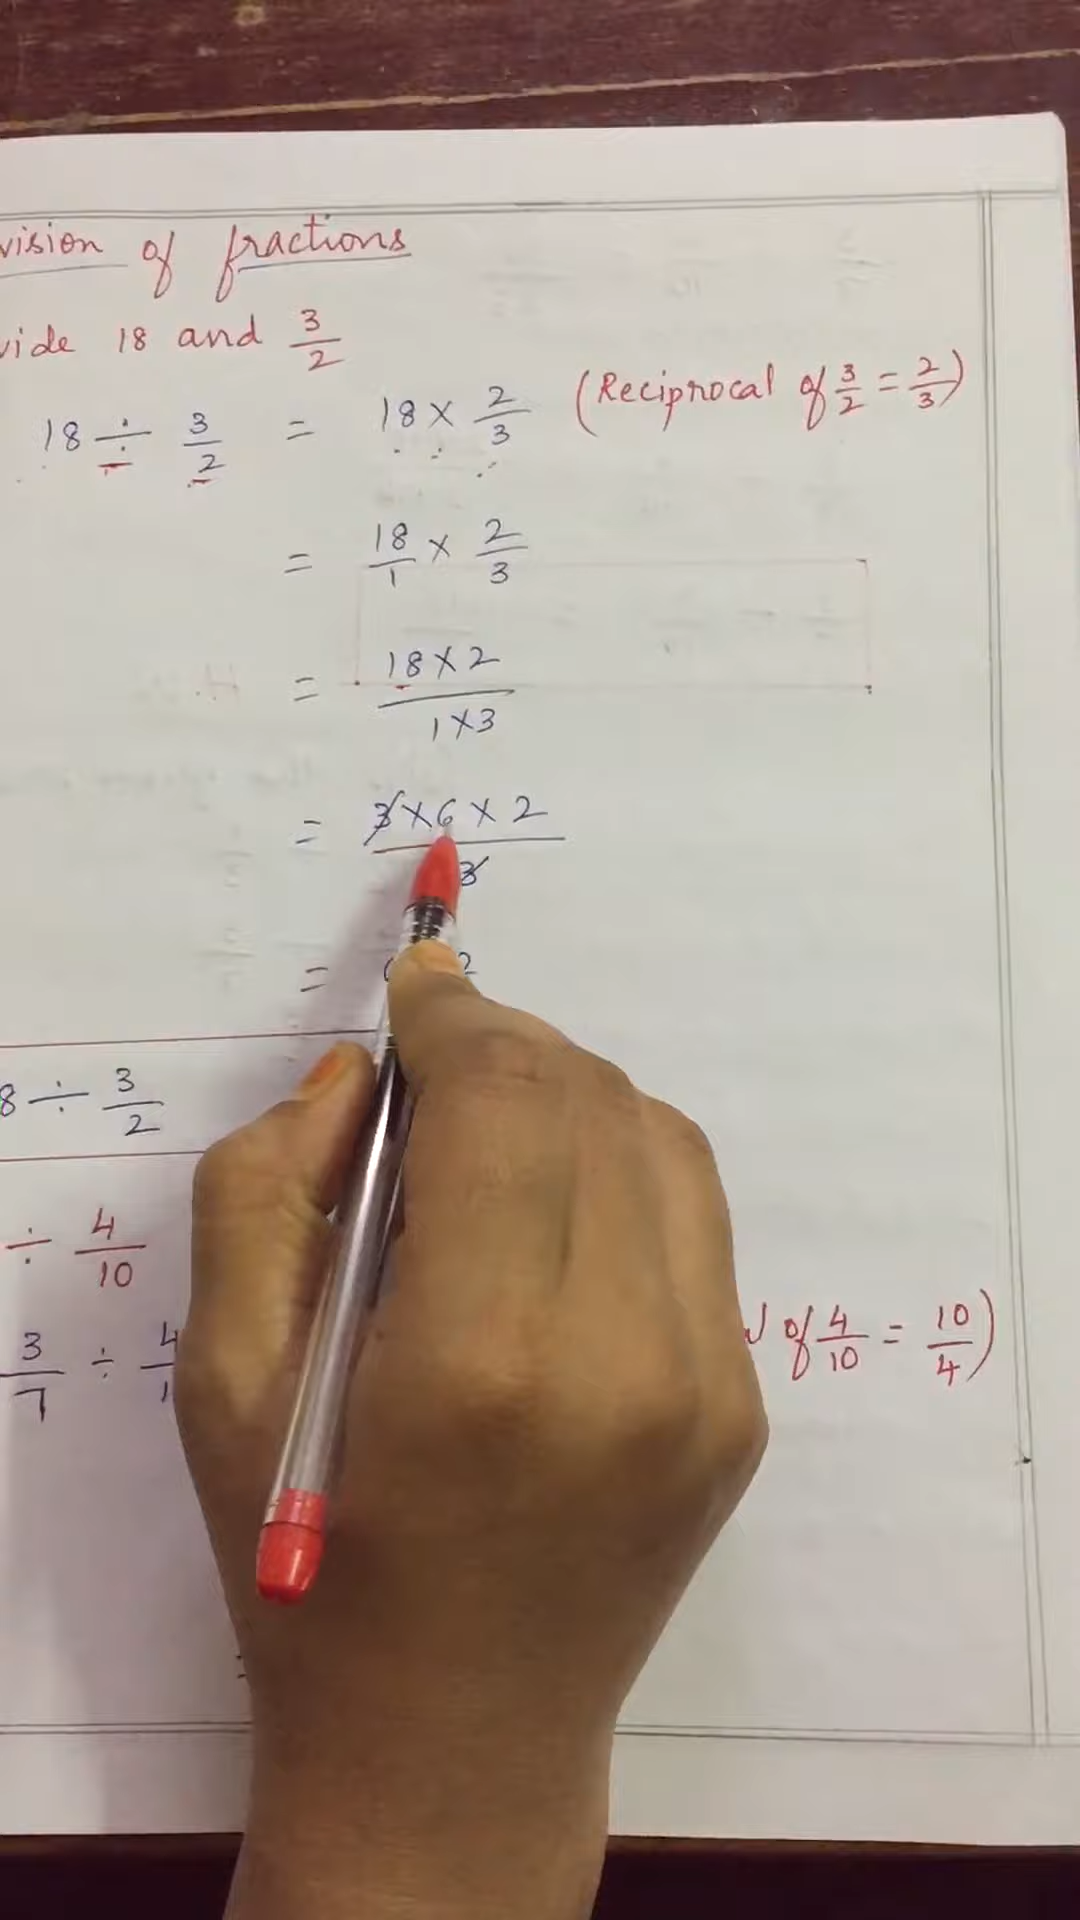 of fractions
18 and 3/2
18 ÷ 3/2 = 18 × 2/3 (Reciprocal of 3/2 = 2/3)
= 18/1 × 2/3
= 18 × 2 / 1 × 3
= 3 × 6 × 2 / 3
= 2
8 ÷ 3/2
÷ 4/10
3/7 ÷ 4 of 4/10 = 10/4)